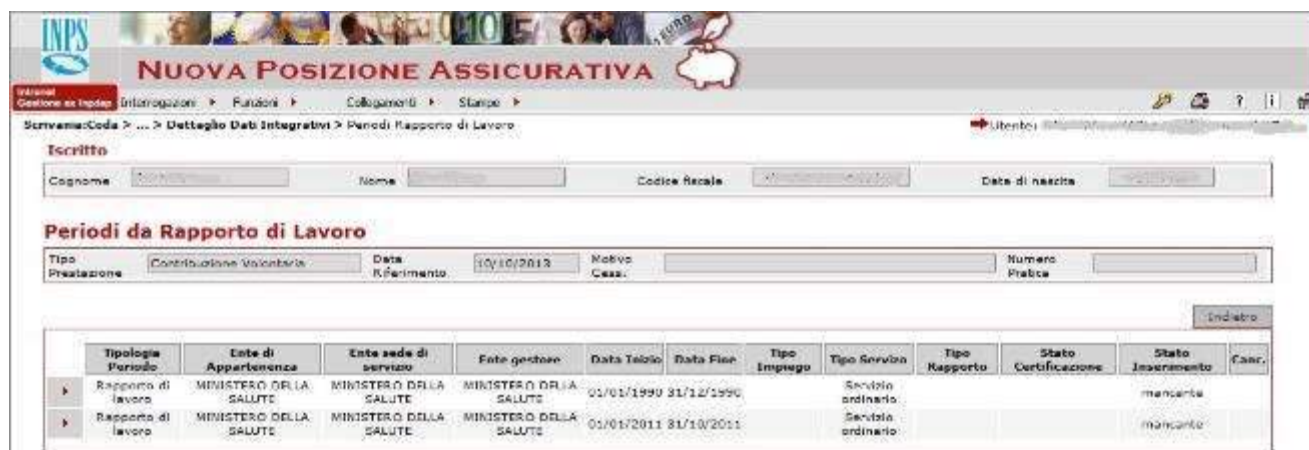 INPS
NUOVA POSIZIONE ASSICURATIVA
Intranet
Gestione ex Inpdap
Interrogazioni Funzioni Collegamenti Stampe ? i
Scrivania:Coda > ... > Dettaglio Dati Integrativi > Periodi Rapporto di Lavoro Utente:
Iscritto
Cognome Nome Codice fiscale Data di nascita
Periodi da Rapporto di Lavoro
Tipo Prestazione Contribuzione Volontaria Data Riferimento 10/10/2013 Motivo Cess. Numero Pratica
Indietro
Tipologia Periodo Ente di Appartenenza Ente sede di servizio Ente gestore Data Inizio Data Fine Tipo Impiego Tipo Servizio Tipo Rapporto Stato Certificazione Stato Inserimento Canc.
Rapporto di lavoro MINISTERO DELLA SALUTE MINISTERO DELLA SALUTE MINISTERO DELLA SALUTE 01/01/1990 31/12/1990 Servizio ordinario mancante
Rapporto di lavoro MINISTERO DELLA SALUTE MINISTERO DELLA SALUTE MINISTERO DELLA SALUTE 01/01/2011 31/10/2011 Servizio ordinario mancante